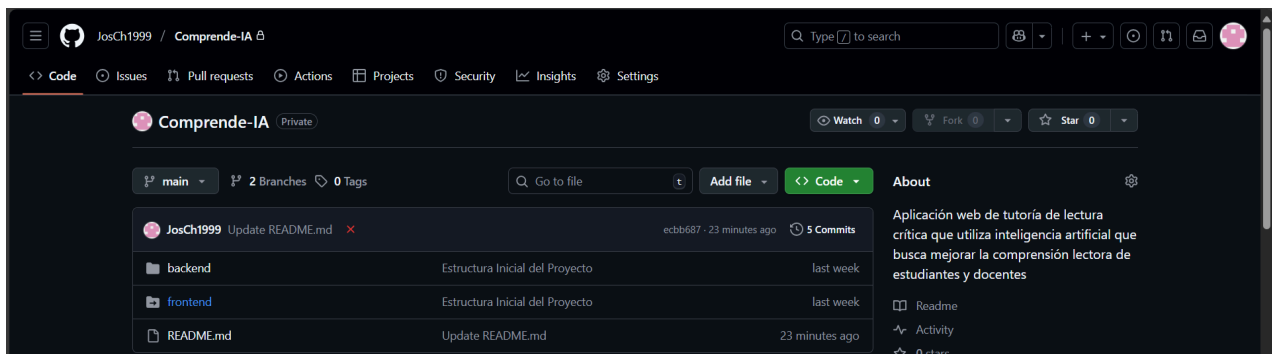 JosCh1999 / Comprende-IA
Type / to search
Code Issues Pull requests Actions Projects Security Insights Settings
Comprende-IA Private
Watch 0 Fork 0 Star 0
main 2 Branches 0 Tags Go to file t Add file Code
About
JosCh1999 Update README.md ecbb687 · 23 minutes ago 5 Commits
backend Estructura Inicial del Proyecto last week
frontend Estructura Inicial del Proyecto last week
README.md Update README.md 23 minutes ago
Aplicación web de tutoría de lectura
crítica que utiliza inteligencia artificial que
busca mejorar la comprensión lectora de
estudiantes y docentes
Readme
Activity
0 stars